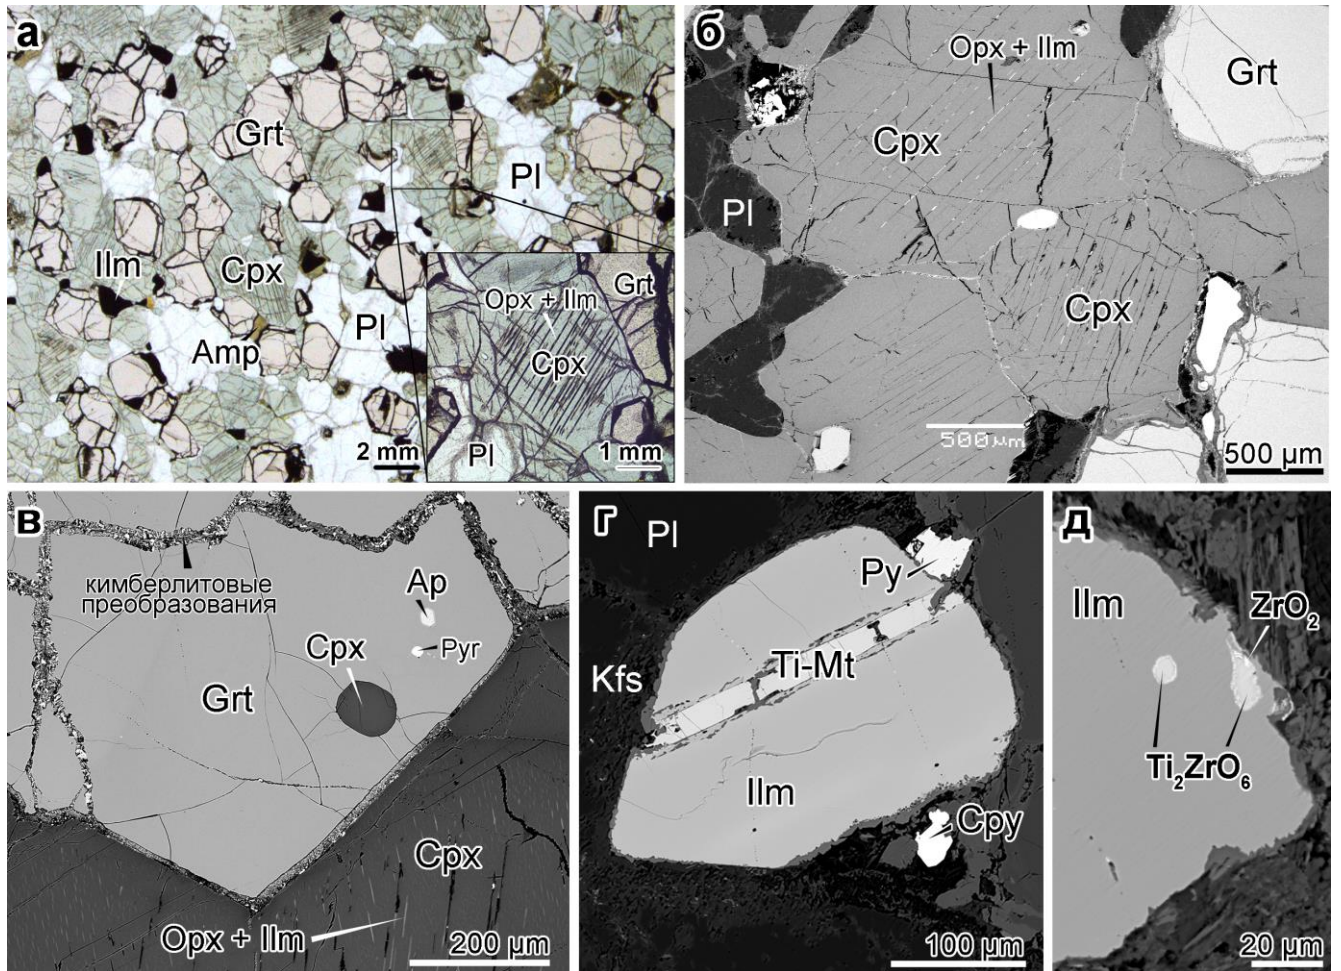 а
Grt
Pl
Ilm
Cpx
Amp
Pl
2 mm
Opx + Ilm
Grt
Cpx
Pl
1 mm
б
Opx + Ilm
Grt
Cpx
Pl
Cpx
500 µm
500 µm
в
кимберлитовые
преобразования
Ap
Cpx
Pyr
Grt
Cpx
Opx + Ilm
200 µm
г
Pl
Py
Ti-Mt
Kfs
Ilm
Cpy
100 µm
д
Ilm
ZrO₂
Ti₂ZrO₆
20 µm